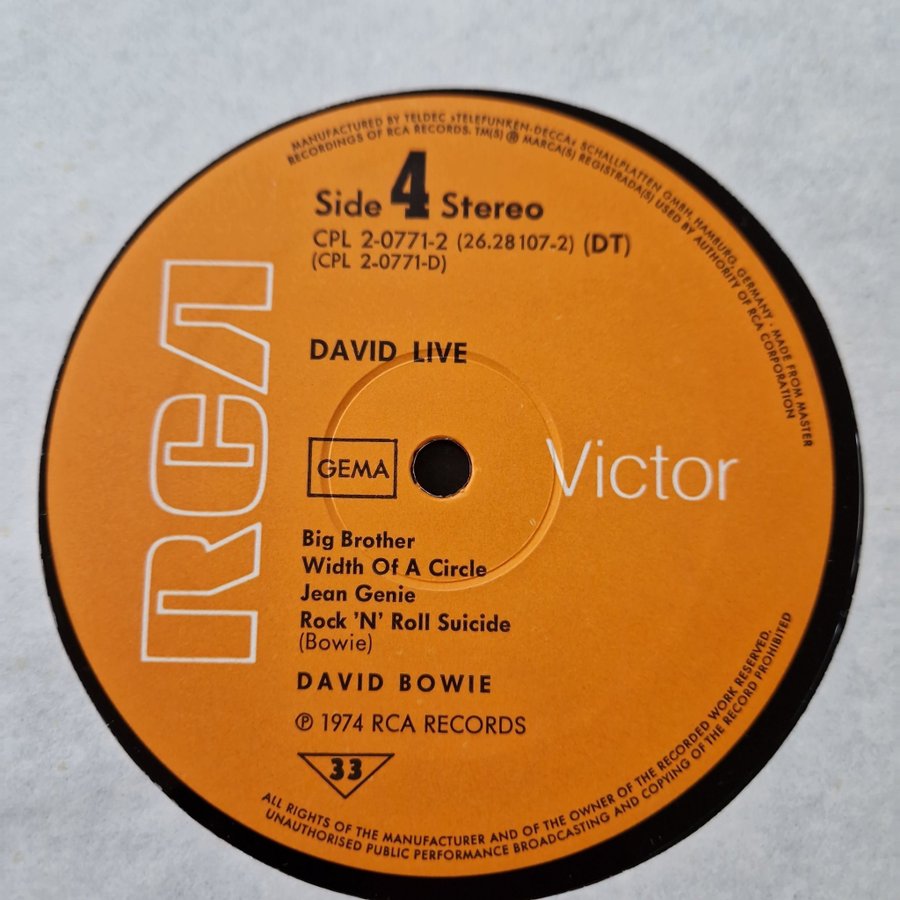 MANUFACTURED BY TELDEC »TELEFUNKEN-DECCA« SCHALLPLATTEN GMBH, HAMBURG, GERMANY · MADE FROM MASTER
RECORDINGS OF RCA RECORDS. TM(S) ® MARCA(S) REGISTRADA(S) USED BY AUTHORITY OF RCA CORPORATION
Side 4 Stereo
CPL 2-0771-2 (26.28107-2) (DT)
(CPL 2-0771-D)
RCA
DAVID LIVE
GEMA
Victor
Big Brother
Width Of A Circle
Jean Genie
Rock 'N' Roll Suicide
(Bowie)
DAVID BOWIE
℗ 1974 RCA RECORDS
33
ALL RIGHTS OF THE MANUFACTURER AND OF THE OWNER OF THE RECORDED WORK RESERVED.
UNAUTHORISED PUBLIC PERFORMANCE BROADCASTING AND COPYING OF THE RECORD PROHIBITED